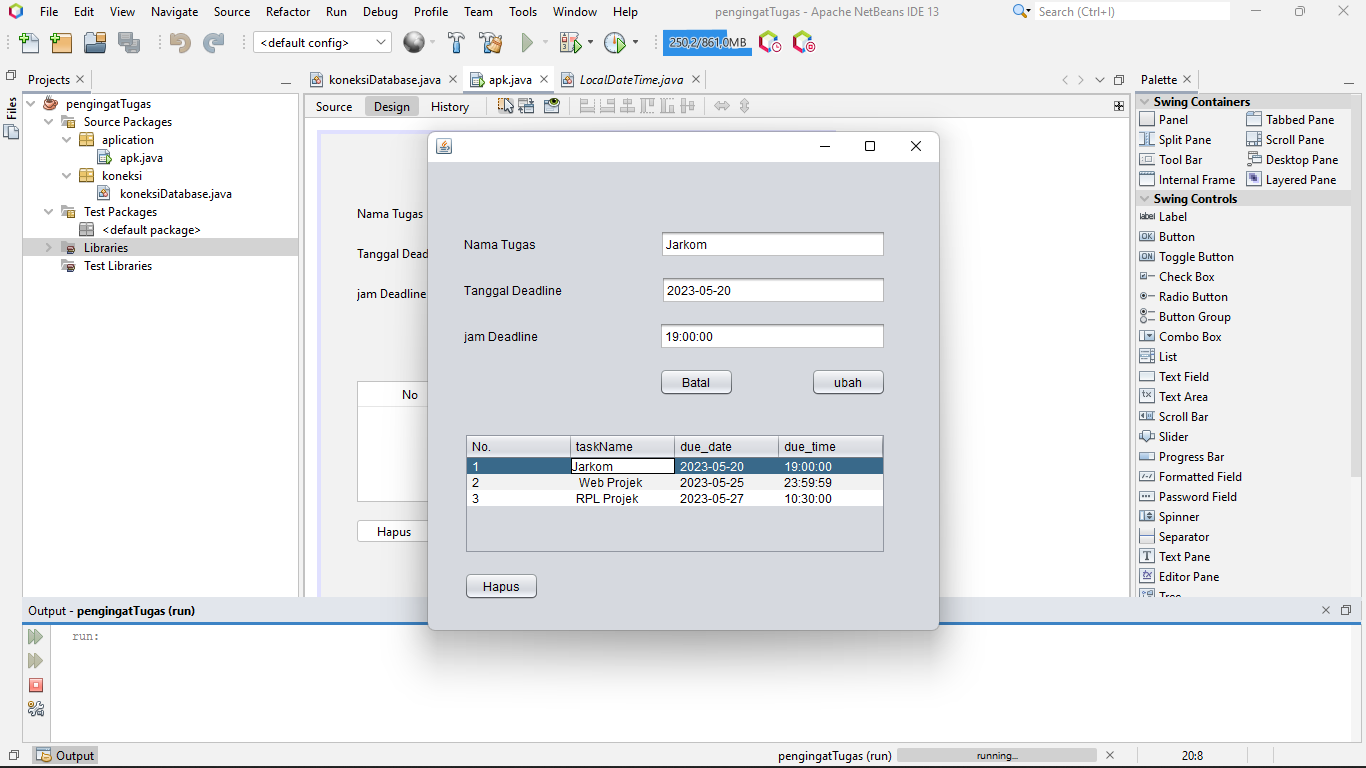 File Edit View Navigate Source Refactor Run Debug Profile Team Tools Window Help pengingatTugas - Apache NetBeans IDE 13 Search (Ctrl+I)
<default config> 250,2/861,0MB
Projects koneksiDatabase.java apk.java LocalDateTime.java Palette
Files
Source Design History
pengingatTugas
Source Packages
aplication
apk.java
koneksi
koneksiDatabase.java
Test Packages
<default package>
Libraries
Test Libraries
Nama Tugas
Tanggal Dead
jam Deadline
No
Hapus
Nama Tugas Jarkom
Tanggal Deadline 2023-05-20
jam Deadline 19:00:00
Batal ubah
No. taskName due_date due_time
1 Jarkom 2023-05-20 19:00:00
2 Web Projek 2023-05-25 23:59:59
3 RPL Projek 2023-05-27 10:30:00
Hapus
Swing Containers
Panel Tabbed Pane
Split Pane Scroll Pane
Tool Bar Desktop Pane
Internal Frame Layered Pane
Swing Controls
label Label
OK Button
ON Toggle Button
Check Box
Radio Button
Button Group
Combo Box
List
Text Field
Text Area
Scroll Bar
Slider
Progress Bar
Formatted Field
Password Field
Spinner
Separator
T Text Pane
Editor Pane
Tree
Output - pengingatTugas (run)
run:
Output pengingatTugas (run) running... 20:8